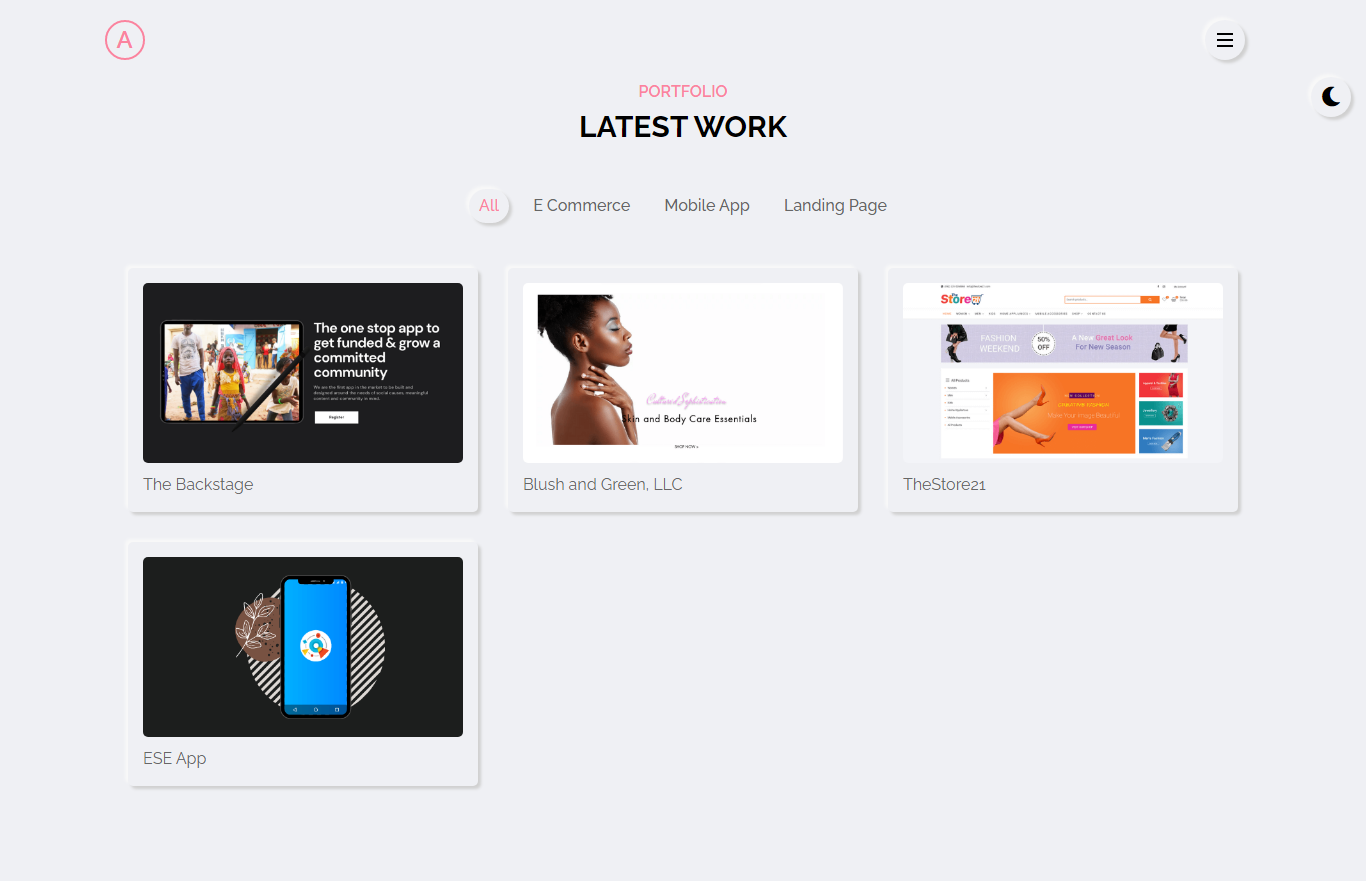 A
PORTFOLIO
LATEST WORK
All
E Commerce
Mobile App
Landing Page
The one stop app to
get funded & grow a
committed
community
We are the first app in the market to be built and
designed around the needs of social causes, meaningful
content and community, to exist.
Register
The Backstage
Cultured Sophistication
Skin and Body Care Essentials
SHOP NOW >
Blush and Green, LLC
Store
FASHION
WEEKEND
50%
OFF
A New Great Look
For New Season
All Products
Make Your Image Beautiful
TheStore21
ESE App